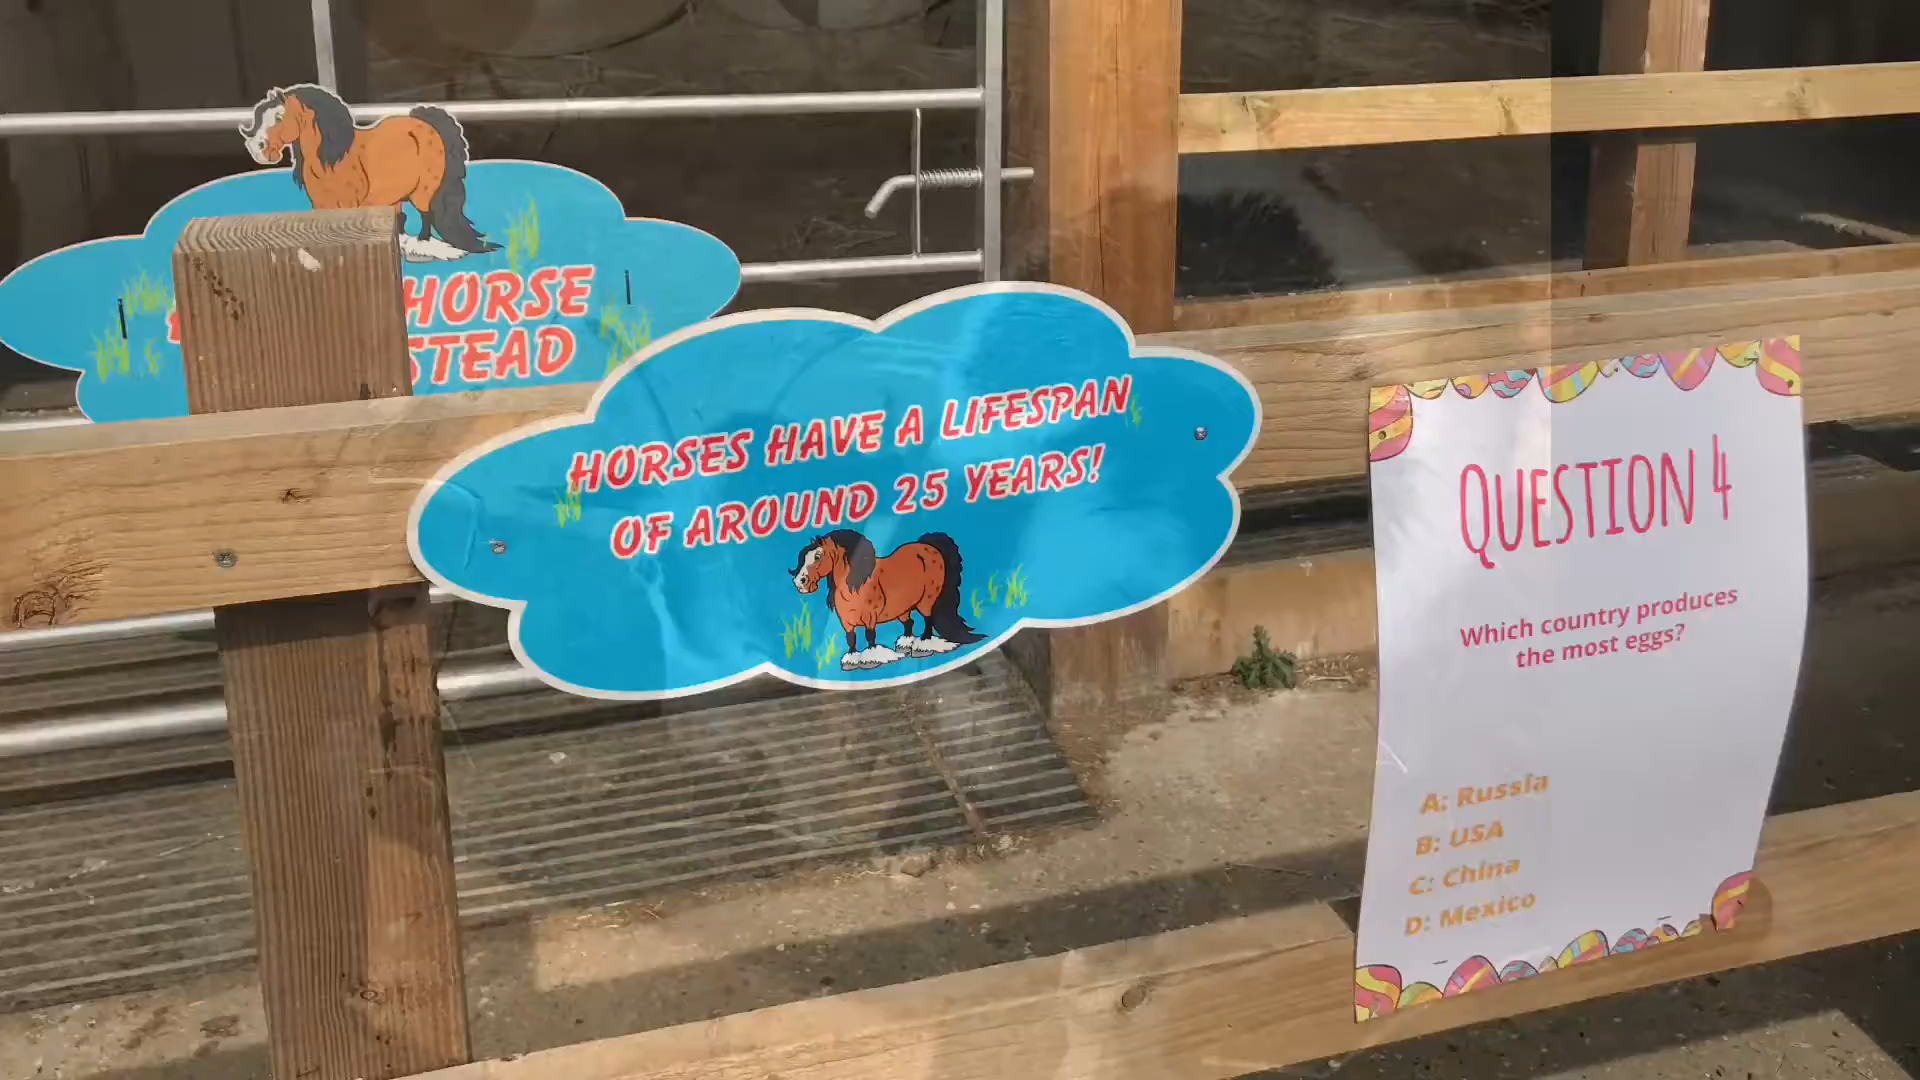 HORSE
STEAD
HORSES HAVE A LIFESPAN
OF AROUND 25 YEARS!
QUESTION 4
Which country produces
the most eggs?
A: Russia
B: USA
C: China
D: Mexico